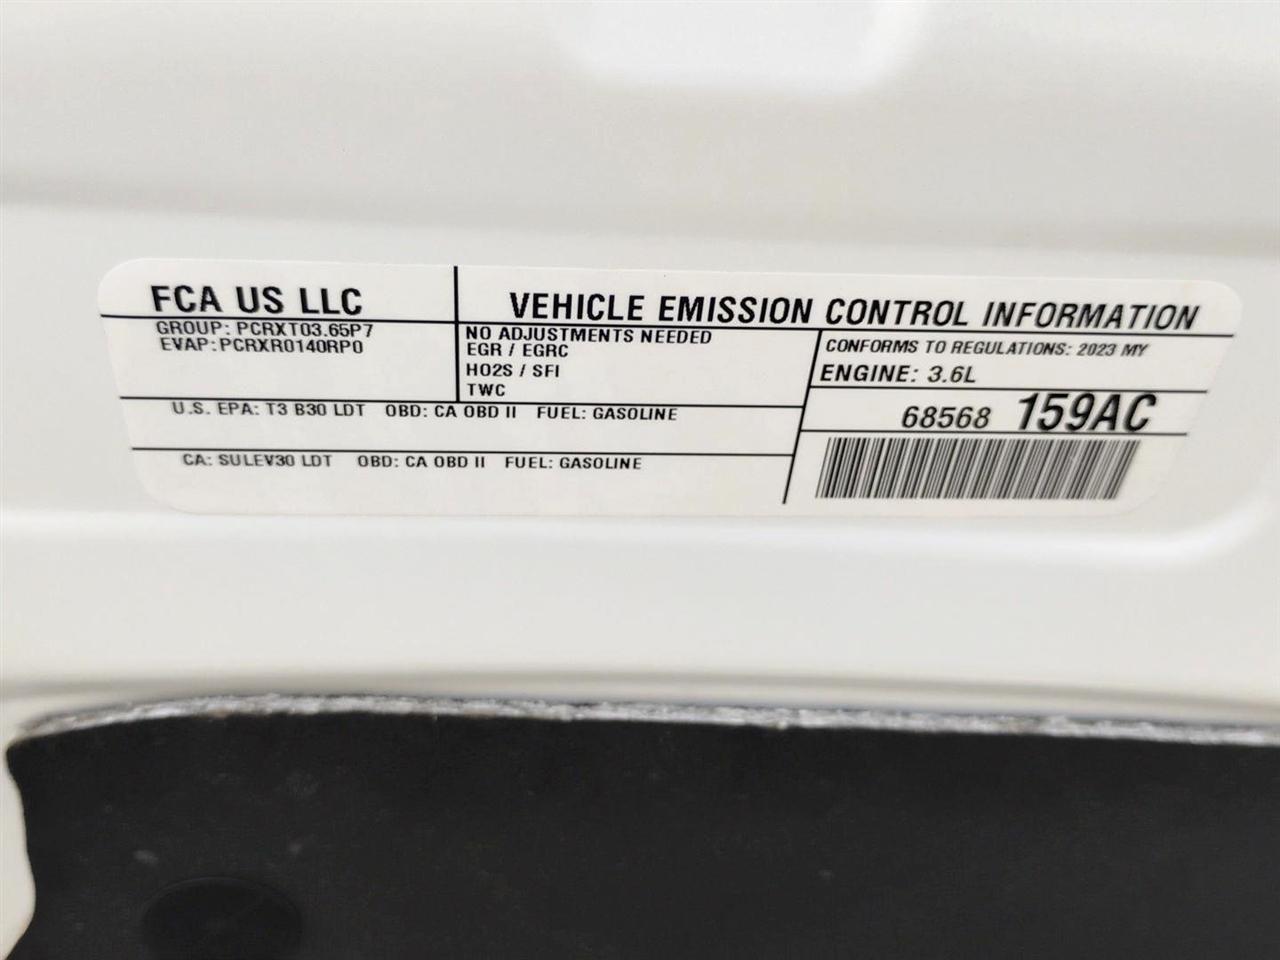 FCA US LLC
GROUP: PCRXT03.65P7
EVAP:PCRXR0140RP0
VEHICLE EMISSION CONTROL INFORMATION
NO ADJUSTMENTS NEEDED
EGR / EGRC
HO2S / SFI
TWC
CONFORMS TO REGULATIONS: 2023 MY
ENGINE: 3.6L
U.S. EPA: T3 B30 LDT OBD: CA OBD II FUEL: GASOLINE
68568 159AC
CA: SULEV30 LDT OBD: CA OBD II FUEL: GASOLINE